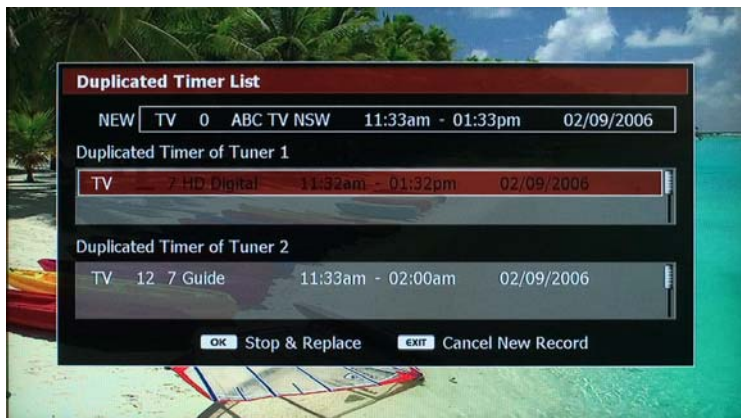 Duplicated Timer List
NEW TV 0 ABC TV NSW 11:33am - 01:33pm 02/09/2006
Duplicated Timer of Tuner 1
TV 7 HD Digital 11:32am - 01:32pm 02/09/2006
Duplicated Timer of Tuner 2
TV 12 7 Guide 11:33am - 02:00am 02/09/2006
OK Stop & Replace EXIT Cancel New Record